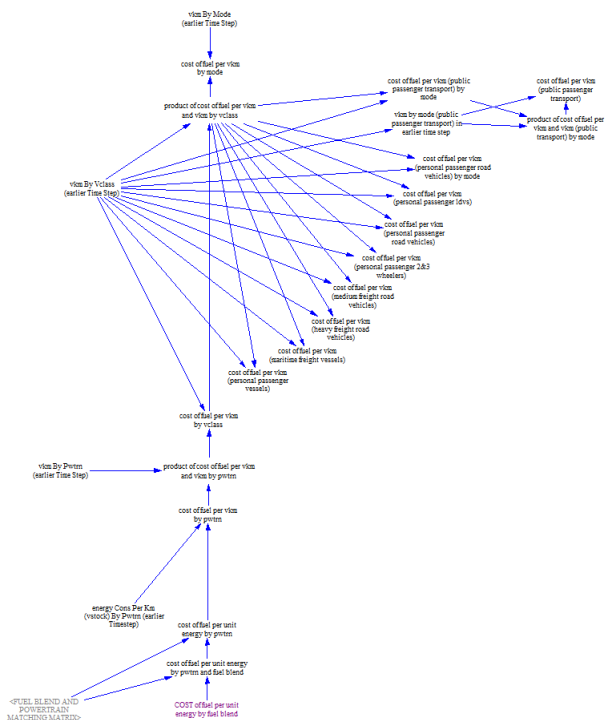 vkm By Mode
(earlier Time Step)
cost of fuel per vkm
by mode
product of cost of fuel per vkm
and vkm by vclass
cost of fuel per vkm (public
passenger transport) by
mode
cost of fuel per vkm
(public passenger
transport)
vkm by mode (public
passenger transport) in
earlier time step
product of cost of fuel per
vkm and vkm (public
transport) by mode
cost of fuel per vkm
(personal passenger road
vehicles) by mode
vkm By Vclass
(earlier Time Step)
cost of fuel per vkm
(personal passenger ldvs)
cost of fuel per vkm
(personal passenger
road vehicles)
cost of fuel per vkm
(personal passenger 2&3
wheelers)
cost of fuel per vkm
(medium freight road
vehicles)
cost of fuel per vkm
(heavy freight road
vehicles)
cost of fuel per vkm
(maritime freight vessels)
cost of fuel per vkm
(personal passenger
vessels)
cost of fuel per vkm
by vclass
vkm By Pwtrn
(earlier Time Step)
product of cost of fuel per vkm
and vkm by pwtrn
cost of fuel per vkm
by pwtrn
energy Cons Per Km
(vstock) By Pwtrn (earlier
Timestep)
cost of fuel per unit
energy by pwtrn
cost of fuel per unit energy
by pwtrn and fuel blend
<FUEL BLEND AND
POWERTRAIN
MATCHING MATRIX>
COST of fuel per unit
energy by fuel blend